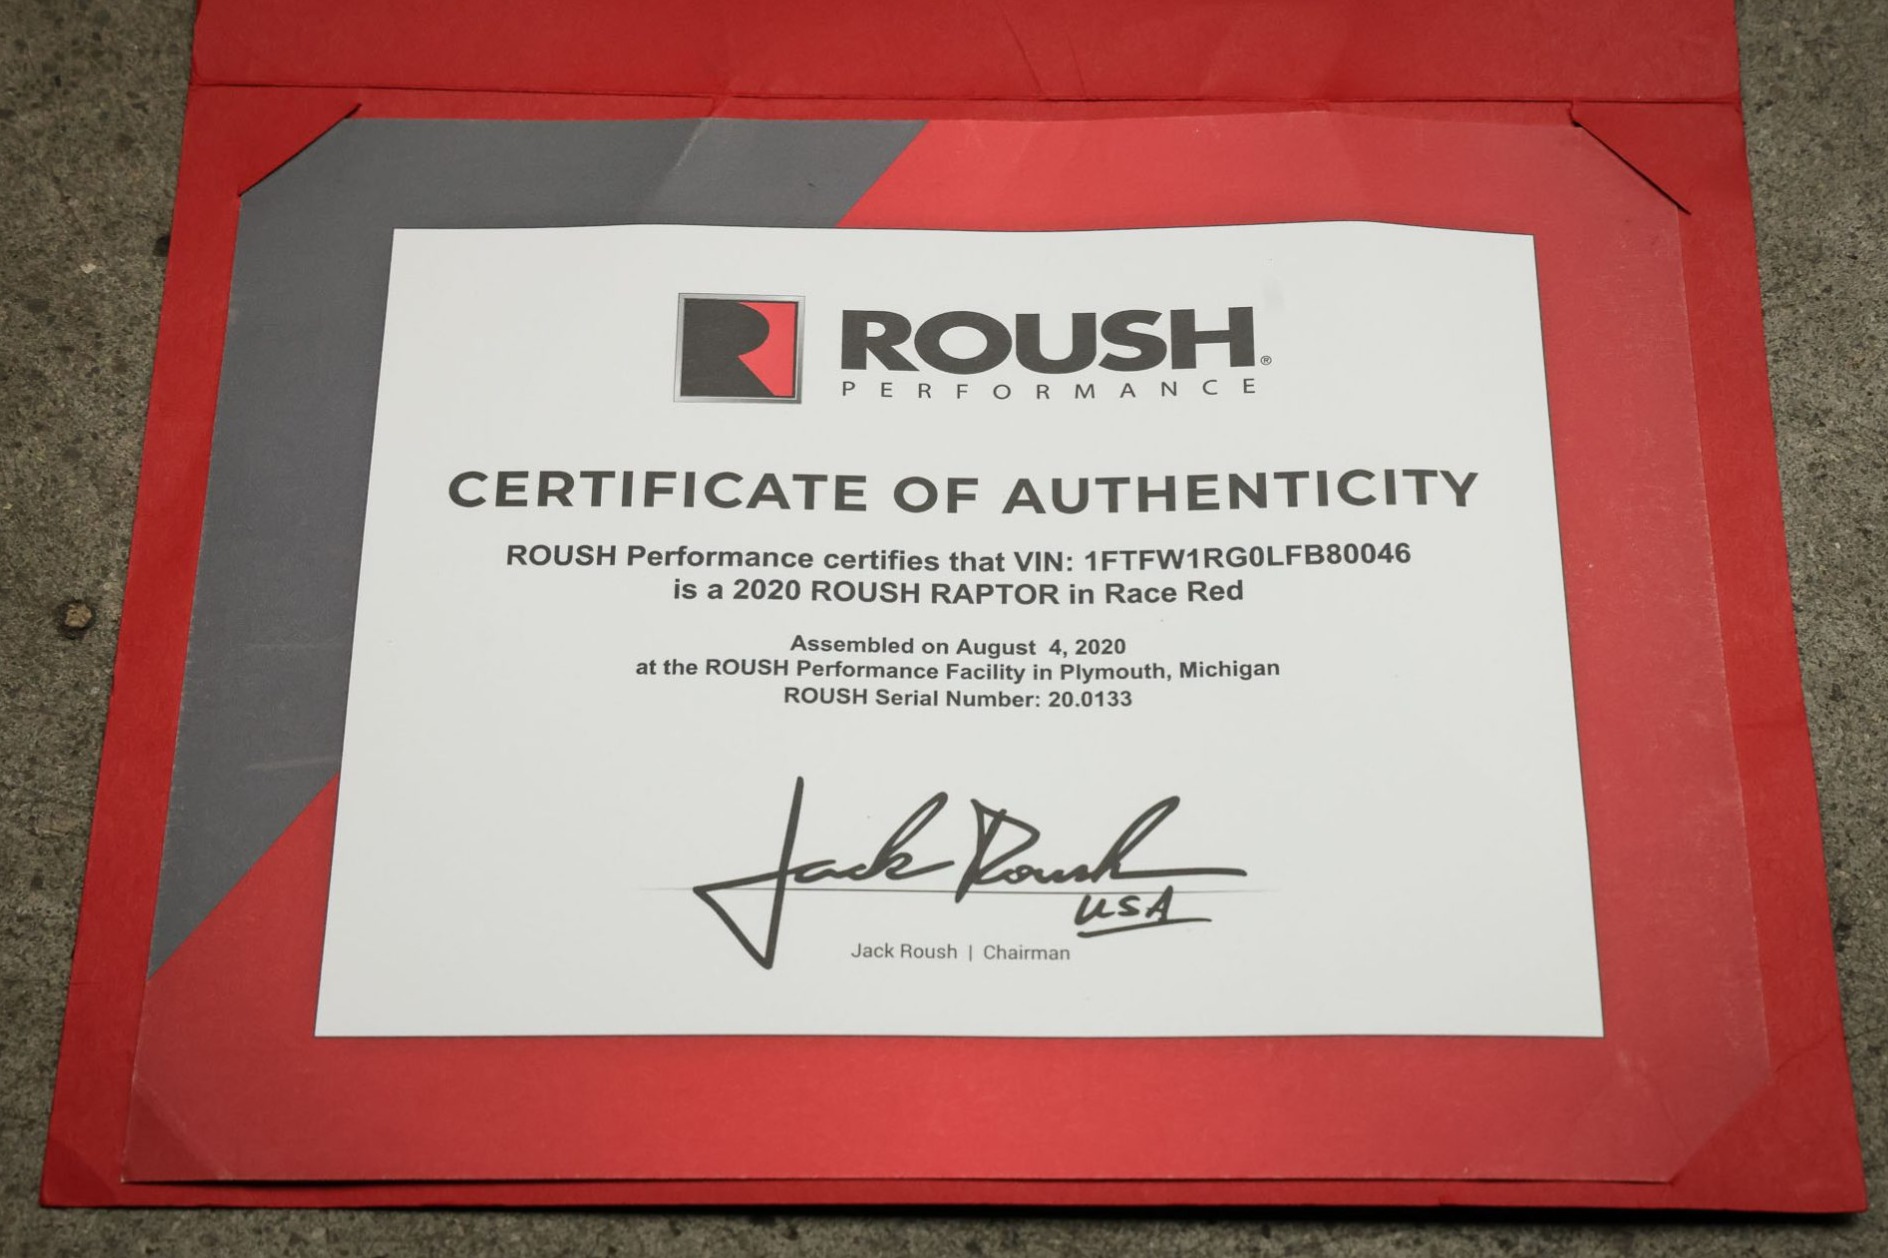 ROUSH®
PERFORMANCE
CERTIFICATE OF AUTHENTICITY
ROUSH Performance certifies that VIN: 1FTFW1RG0LFB80046
is a 2020 ROUSH RAPTOR in Race Red
Assembled on August 4, 2020
at the ROUSH Performance Facility in Plymouth, Michigan
ROUSH Serial Number: 20.0133
Jack Roush
USA
Jack Roush | Chairman